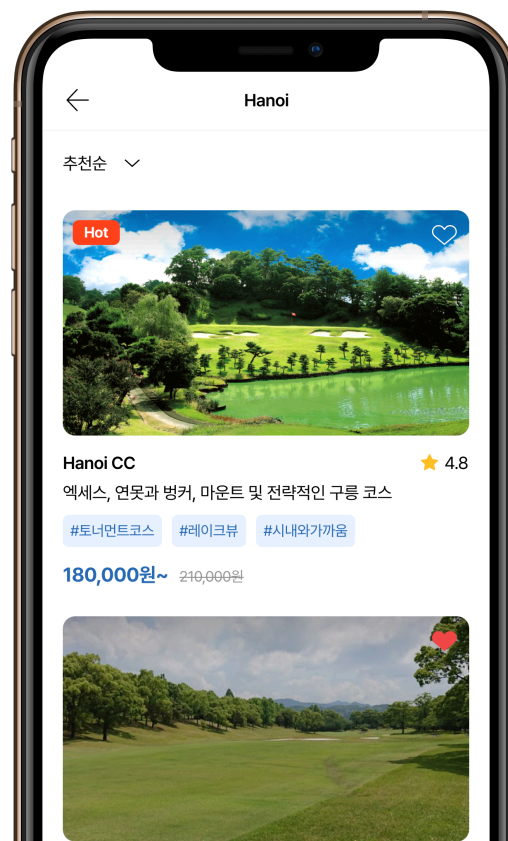 Hanoi
추천순
Hot
Hanoi CC
4.8
엑세스, 연못과 벙커, 마운트 및 전략적인 구릉 코스
#토너먼트코스 #레이크뷰 #시내와가까움
180,000원~ 210,000원